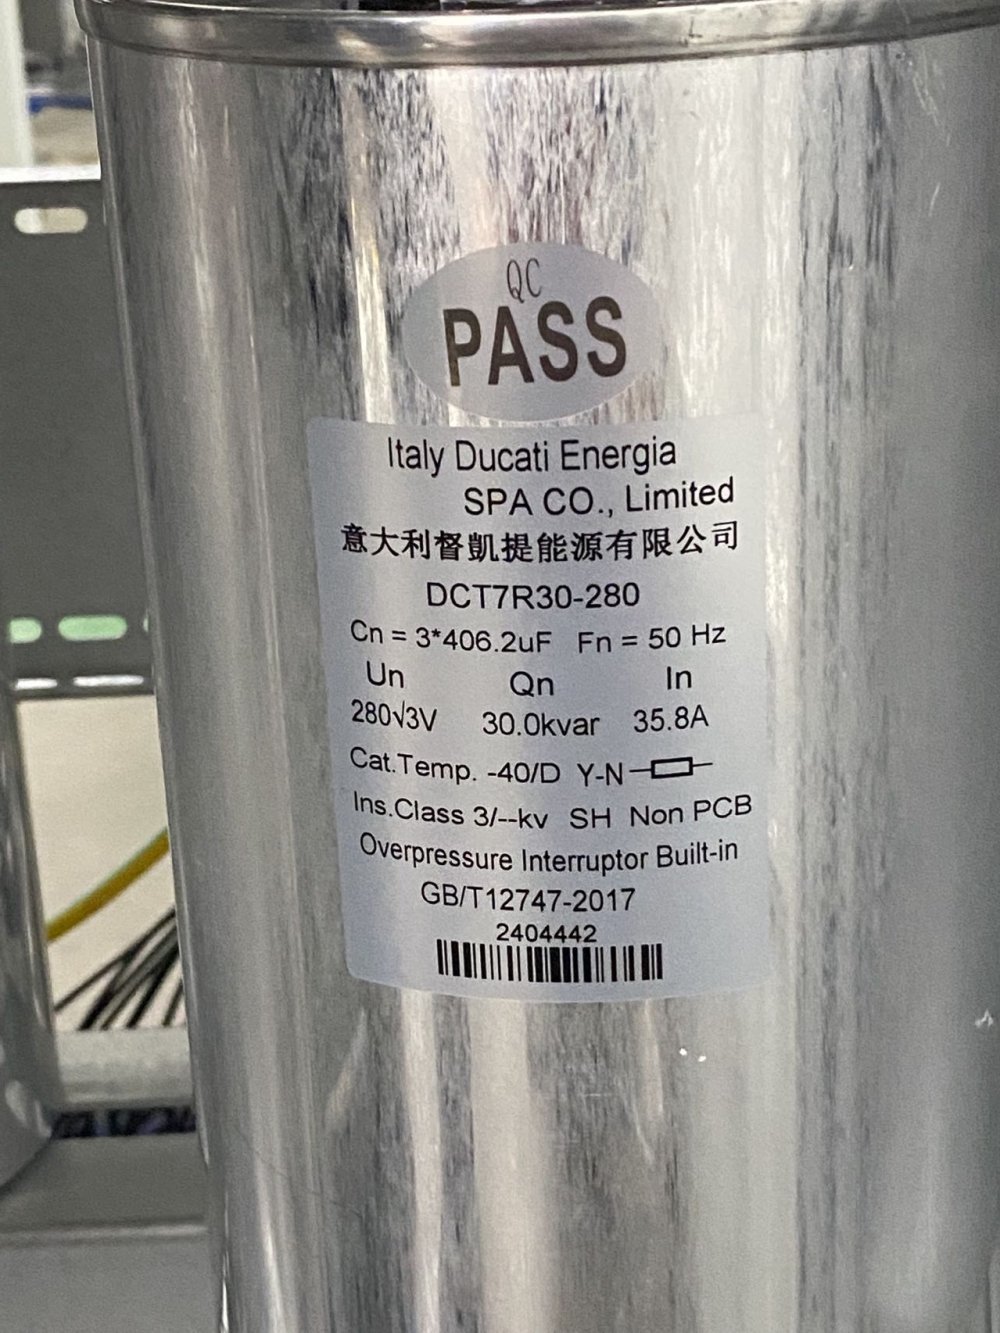 QC
PASS
Italy Ducati Energia
SPA CO., Limited
意大利督凱提能源有限公司
DCT7R30-280
Cn = 3*406.2uF Fn = 50 Hz
Un Qn In
280√3V 30.0kvar 35.8A
Cat.Temp. -40/D Y-N
Ins.Class 3/--kv SH Non PCB
Overpressure Interruptor Built-in
GB/T12747-2017
2404442